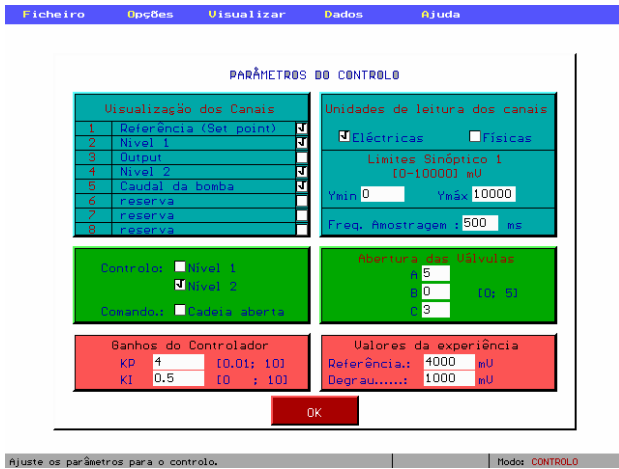 Ficheiro Opções Visualizar Dados Ajuda
PARÂMETROS DO CONTROLO
Visualização dos Canais
1 Referência (Set point)
2 Nivel 1
3 Output
4 Nivel 2
5 Caudal da bomba
6 reserva
7 reserva
8 reserva
Unidades de leitura dos canais
Eléctricas Físicas
Limites Sinóptico 1
[0-10000] mV
Ymin 0 Ymáx 10000
Freq. Amostragem : 500 ms
Controlo: Nível 1
Nível 2
Comando.: Cadeia aberta
Abertura das Válvulas
A 5
B 0 [0; 5]
C 3
Ganhos do Controlador
KP 4 [0.01; 10]
KI 0.5 [0 ; 10]
Valores da experiência
Referência.: 4000 mV
Degrau.....: 1000 mV
OK
Ajuste os parâmetros para o controlo. Modo: CONTROLO